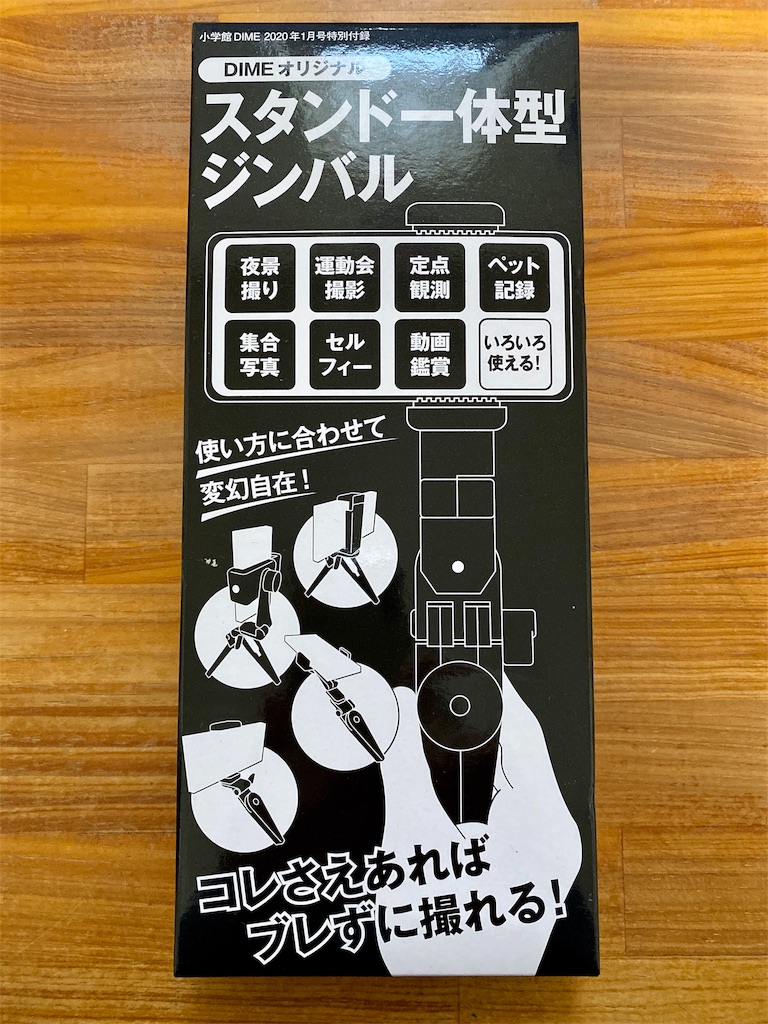 小学館DIME 2020年1月号特別付録
DIMEオリジナル
スタンド一体型
ジンバル
夜景
撮り
運動会
撮影
定点
観測
ペット
記録
集合
写真
セル
フィー
動画
鑑賞
いろいろ
使える!
使い方に合わせて
変幻自在!
コレさえあれば
ブレずに撮れる!